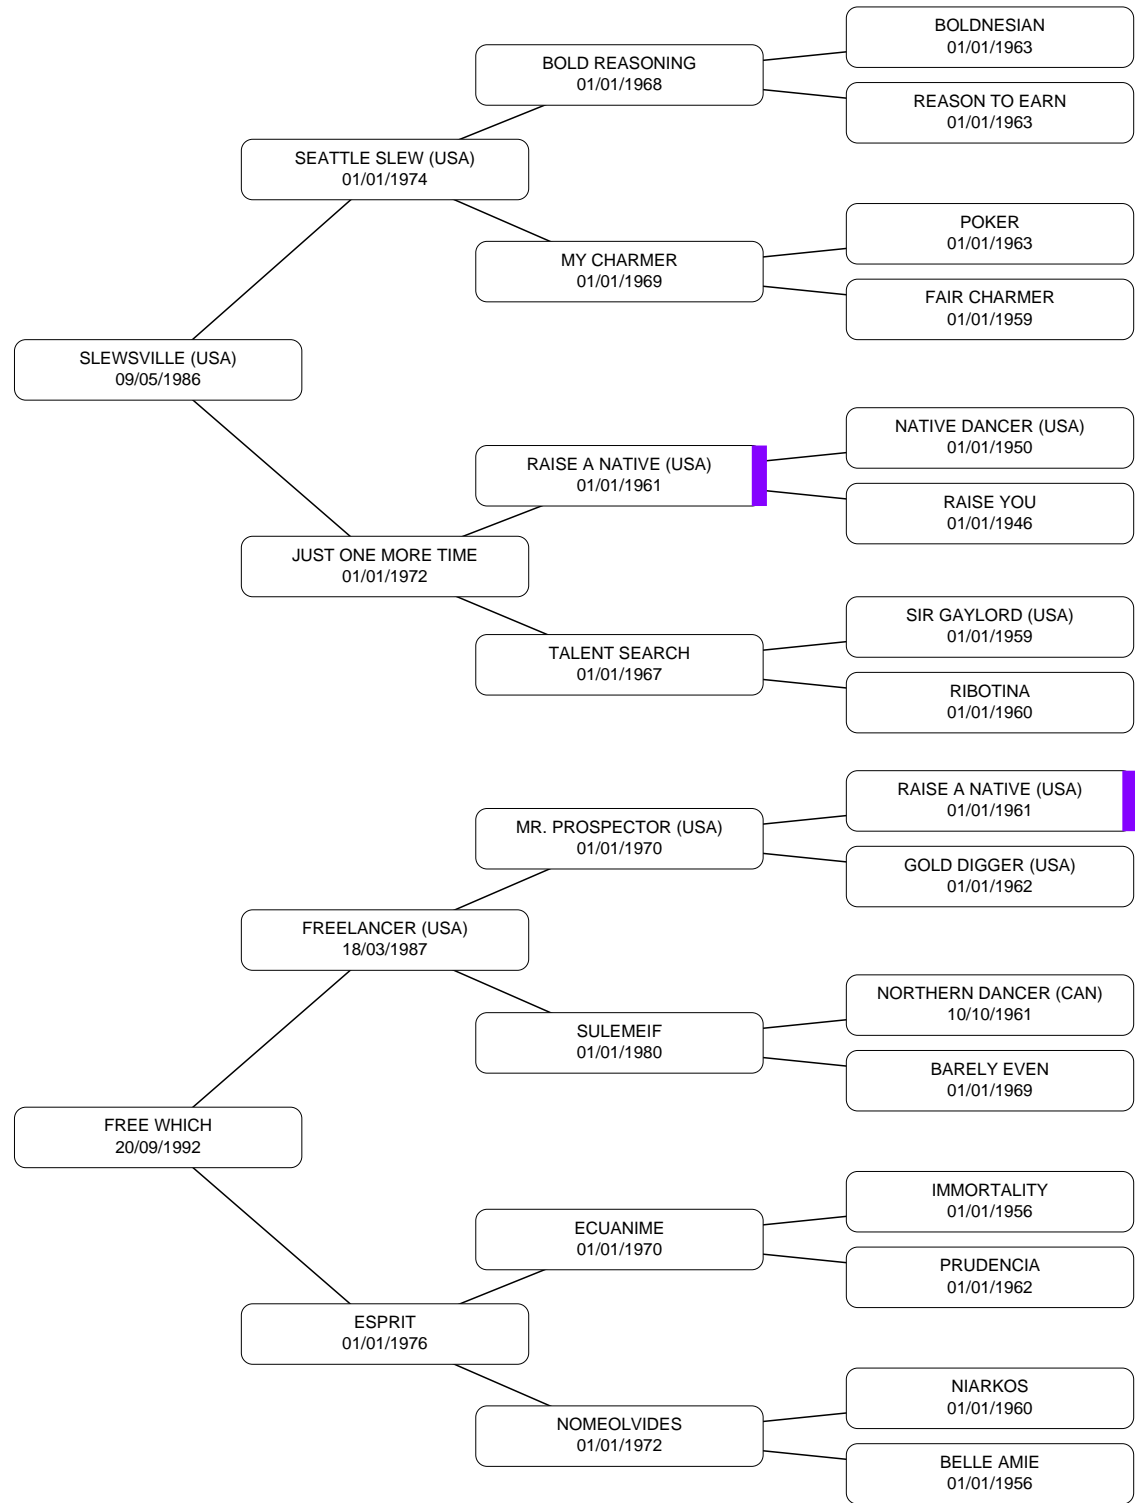 BOLDNESIAN
01/01/1963
BOLD REASONING
01/01/1968
REASON TO EARN
01/01/1963
SEATTLE SLEW (USA)
01/01/1974
POKER
01/01/1963
MY CHARMER
01/01/1969
FAIR CHARMER
01/01/1959
SLEWSVILLE (USA)
09/05/1986
NATIVE DANCER (USA)
01/01/1950
RAISE A NATIVE (USA)
01/01/1961
RAISE YOU
01/01/1946
JUST ONE MORE TIME
01/01/1972
SIR GAYLORD (USA)
01/01/1959
TALENT SEARCH
01/01/1967
RIBOTINA
01/01/1960
RAISE A NATIVE (USA)
01/01/1961
MR. PROSPECTOR (USA)
01/01/1970
GOLD DIGGER (USA)
01/01/1962
FREELANCER (USA)
18/03/1987
NORTHERN DANCER (CAN)
10/10/1961
SULEMEIF
01/01/1980
BARELY EVEN
01/01/1969
FREE WHICH
20/09/1992
IMMORTALITY
01/01/1956
ECUANIME
01/01/1970
PRUDENCIA
01/01/1962
ESPRIT
01/01/1976
NIARKOS
01/01/1960
NOMEOLVIDES
01/01/1972
BELLE AMIE
01/01/1956